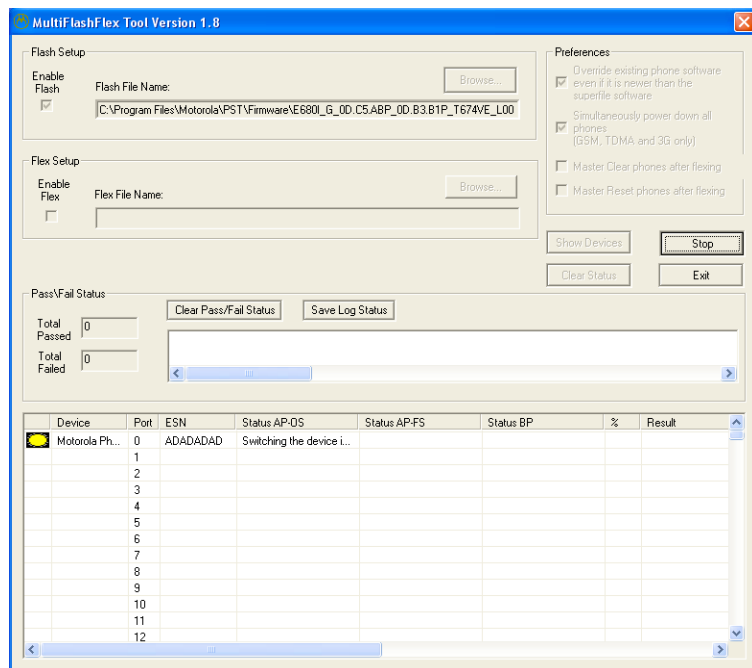 MultiFlashFlex Tool Version 1.8
Flash Setup
Enable Flash
Flash File Name:
Browse...
C:\Program Files\Motorola\PST\Firmware\E680I_G_0D.C5.ABP_0D.B3.B1P_T674VE_L00
Flex Setup
Enable Flex
Flex File Name:
Browse...
Preferences
Override existing phone software
even if it is newer than the
superfile software
Simultaneously power down all
phones
(GSM, TDMA and 3G only)
Master Clear phones after flexing
Master Reset phones after flexing
Show Devices
Stop
Clear Status
Exit
Pass\Fail Status
Total Passed
0
Total Failed
0
Clear Pass/Fail Status
Save Log Status
Device Port ESN Status AP-OS Status AP-FS Status BP % Result
Motorola Ph... 0 ADADADAD Switching the device i...
1
2
3
4
5
6
7
8
9
10
11
12